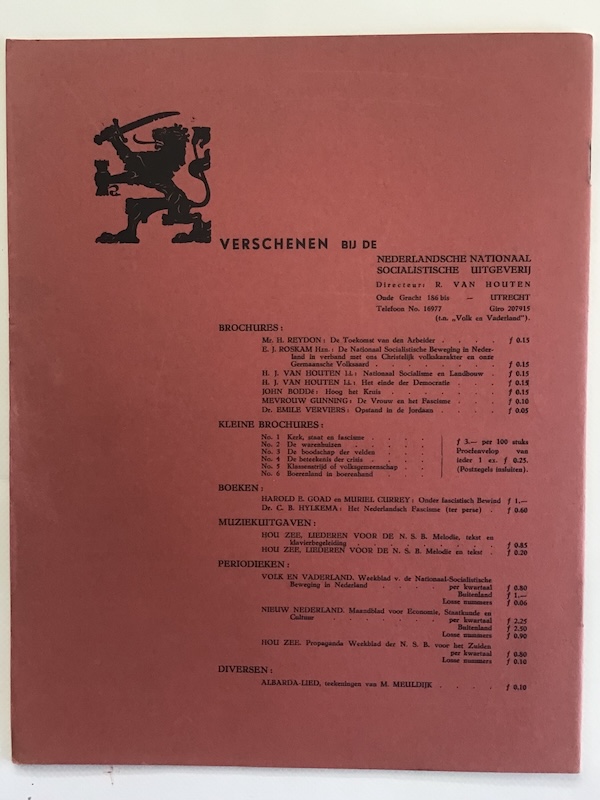 VERSCHENEN BIJ DE
NEDERLANDSCHE NATIONAAL
SOCIALISTISCHE UITGEVERIJ
Directeur: R. VAN HOUTEN
Oude Gracht 186 bis — UTRECHT
Telefoon No. 16977 Giro 207915
(t.n. „Volk en Vaderland").
BROCHURES:
Mr. H. REYDON: De Toekomst van den Arbeider . . . . . f 0.15
E. J. ROSKAM Hzn.: De Nationaal Socialistische Beweging in Neder-
land in verband met ons Christelijk volkskarakter en onze
Germaansche Volksaard . . . . . . . . f 0.15
H. J. VAN HOUTEN l.i.: Nationaal Socialisme en Landbouw . f 0.15
H. J. VAN HOUTEN l.i.: Het einde der Democratie . . . . f 0.15
JOHN BODDé: Hoog het Kruis . . . . . . . f 0.15
MEVROUW GUNNING: De Vrouw en het Fascisme . . . . f 0.10
Dr. EMILE VERVIERS: Opstand in de Jordaan . . . . . f 0.05
KLEINE BROCHURES:
No. 1 Kerk, staat en fascisme . . . .
No. 2 De warenhuizen . . . . .
No. 3 De boodschap der velden . . . .
No. 4 De beteekenis der crisis . . . .
No. 5 Klassenstrijd of volksgemeenschap . .
No. 6 Boerenland in boerenhand . . .
f 3.— per 100 stuks
Proefenvelop van
ieder 1 ex. f 0.25.
(Postzegels insluiten).
BOEKEN:
HAROLD E. GOAD en MURIEL CURREY: Onder fascistisch Bewind f 1,—
Dr. C. B. HYLKEMA: Het Nederlandsch Fascisme (ter perse) . f 0.60
MUZIEKUITGAVEN:
HOU ZEE, LIEDEREN VOOR DE N. S. B. Melodie, tekst en
klavierbegeleiding . . . . . . . . f 0.85
HOU ZEE, LIEDEREN VOOR DE N. S. B. Melodie en tekst . f 0.20
PERIODIEKEN:
VOLK EN VADERLAND. Weekblad v. de Nationaal-Socialistische
Beweging in Nederland . . . . . per kwartaal f 0.80
Buitenland f 1,—
Losse nummers f 0.06
NIEUW NEDERLAND. Maandblad voor Economie, Staatkunde en
Cultuur . . . . . . . per kwartaal f 2.25
Buitenland f 2.50
Losse nummers f 0.90
HOU ZEE. Propaganda Weekblad der N. S. B. voor het Zuiden
per kwartaal f 0.80
Losse nummers f 0.10
DIVERSEN:
ALBARDA-LIED, teekeningen van M. MEULDIJK . . . . f 0.10